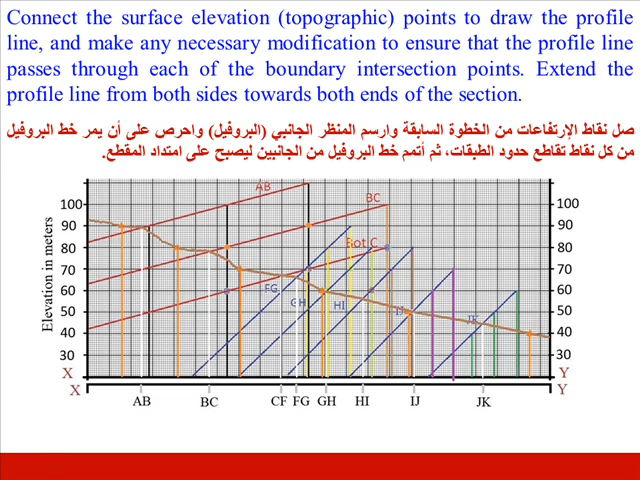 Connect the surface elevation (topographic) points to draw the profile
line, and make any necessary modification to ensure that the profile line
passes through each of the boundary intersection points. Extend the
profile line from both sides towards both ends of the section.
صل نقاط الإرتفاعات من الخطوة السابقة وارسم المنظر الجانبي (البروفيل) واحرص على أن يمر خط البروفيل
من كل نقاط تقاطع حدود الطبقات، ثم أتمم خط البروفيل من الجانبين ليصبح على امتداد المقطع.
AB
BC
100 100
90 90
Bot C
80 80
70 70
FG
60 60
GH HI IJ
50 50
JK
40 40
30 30
Elevation in meters
X Y
X Y
AB BC CF FG GH HI IJ JK